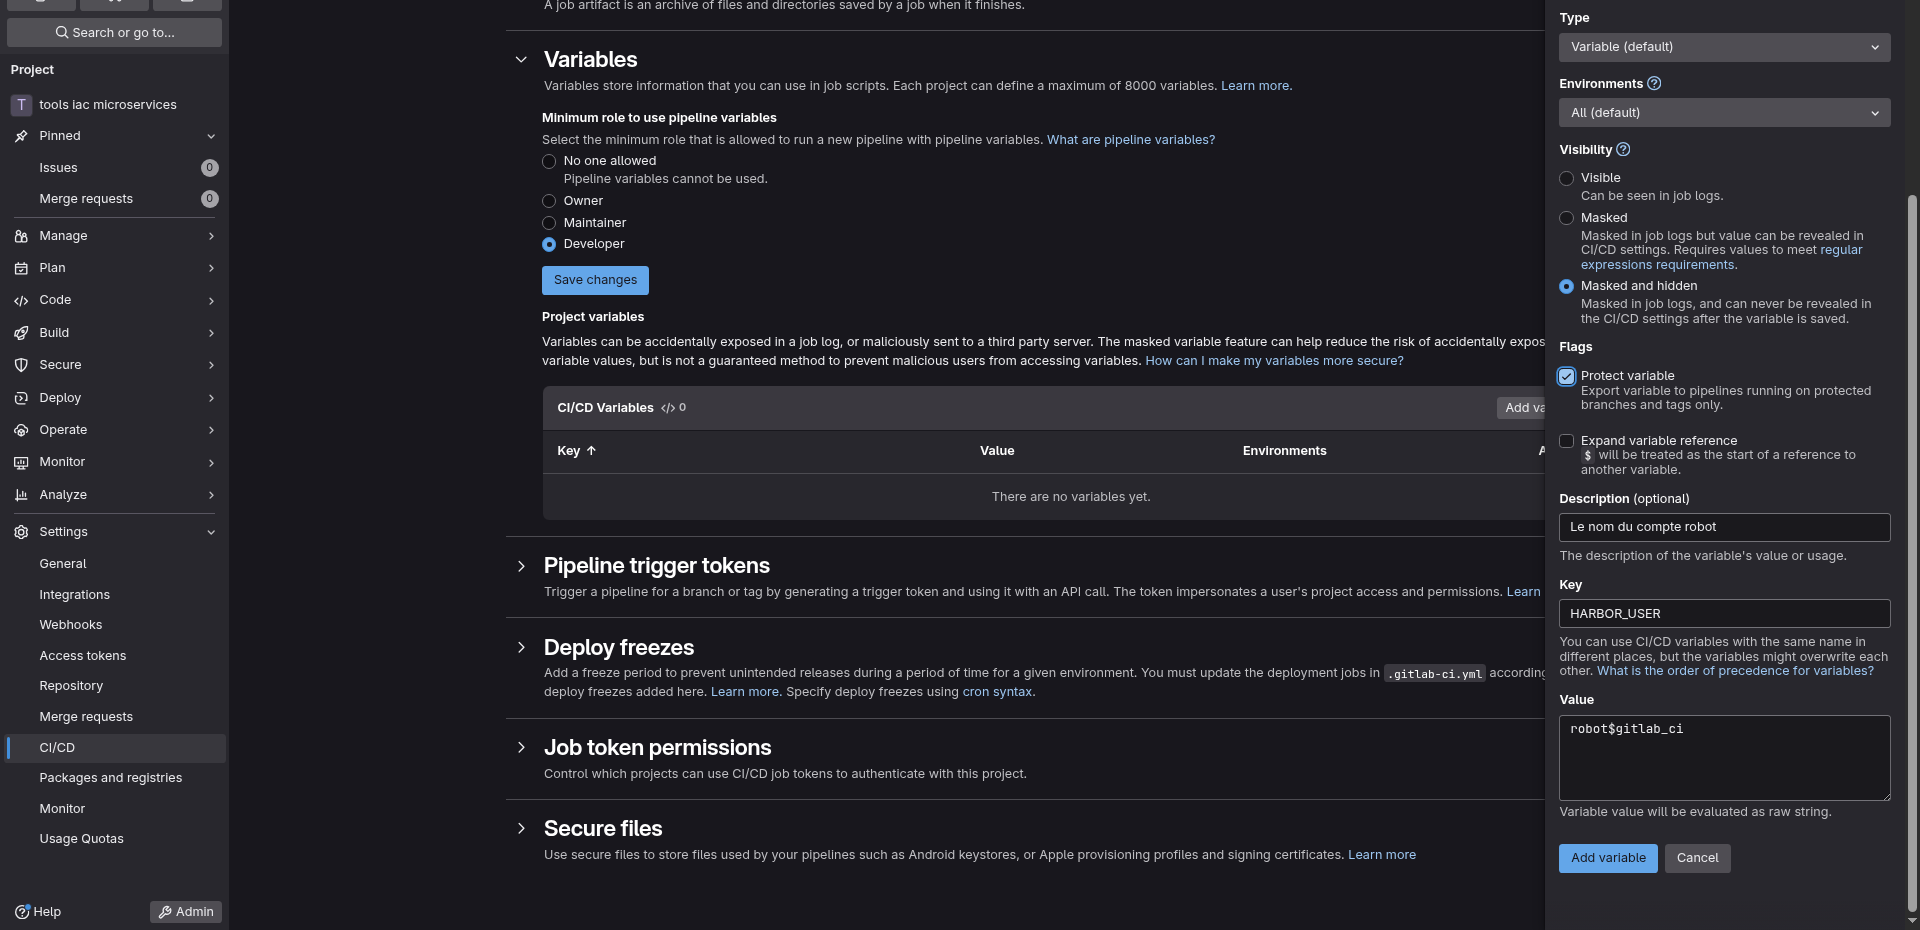 Search or go to...
Project
T tools iac microservices
Pinned
Issues 0
Merge requests 0
Manage
Plan
Code
Build
Secure
Deploy
Operate
Monitor
Analyze
Settings
General
Integrations
Webhooks
Access tokens
Repository
Merge requests
CI/CD
Packages and registries
Monitor
Usage Quotas
Help
Admin
A job artifact is an archive of files and directories saved by a job when it finishes.
Variables
Variables store information that you can use in job scripts. Each project can define a maximum of 8000 variables. Learn more.
Minimum role to use pipeline variables
Select the minimum role that is allowed to run a new pipeline with pipeline variables. What are pipeline variables?
No one allowed
Pipeline variables cannot be used.
Owner
Maintainer
Developer
Save changes
Project variables
Variables can be accidentally exposed in a job log, or maliciously sent to a third party server. The masked variable feature can help reduce the risk of accidentally expos
variable values, but is not a guaranteed method to prevent malicious users from accessing variables. How can I make my variables more secure?
CI/CD Variables </> 0
Add va
Key ↑ Value Environments A
There are no variables yet.
Pipeline trigger tokens
Trigger a pipeline for a branch or tag by generating a trigger token and using it with an API call. The token impersonates a user's project access and permissions. Learn
Deploy freezes
Add a freeze period to prevent unintended releases during a period of time for a given environment. You must update the deployment jobs in .gitlab-ci.yml according
deploy freezes added here. Learn more. Specify deploy freezes using cron syntax.
Job token permissions
Control which projects can use CI/CD job tokens to authenticate with this project.
Secure files
Use secure files to store files used by your pipelines such as Android keystores, or Apple provisioning profiles and signing certificates. Learn more
Type
Variable (default)
Environments
All (default)
Visibility
Visible
Can be seen in job logs.
Masked
Masked in job logs but value can be revealed in
CI/CD settings. Requires values to meet regular
expressions requirements.
Masked and hidden
Masked in job logs, and can never be revealed in
the CI/CD settings after the variable is saved.
Flags
Protect variable
Export variable to pipelines running on protected
branches and tags only.
Expand variable reference
$ will be treated as the start of a reference to
another variable.
Description (optional)
Le nom du compte robot
The description of the variable's value or usage.
Key
HARBOR_USER
You can use CI/CD variables with the same name in
different places, but the variables might overwrite each
other. What is the order of precedence for variables?
Value
robot$gitlab_ci
Variable value will be evaluated as raw string.
Add variable
Cancel